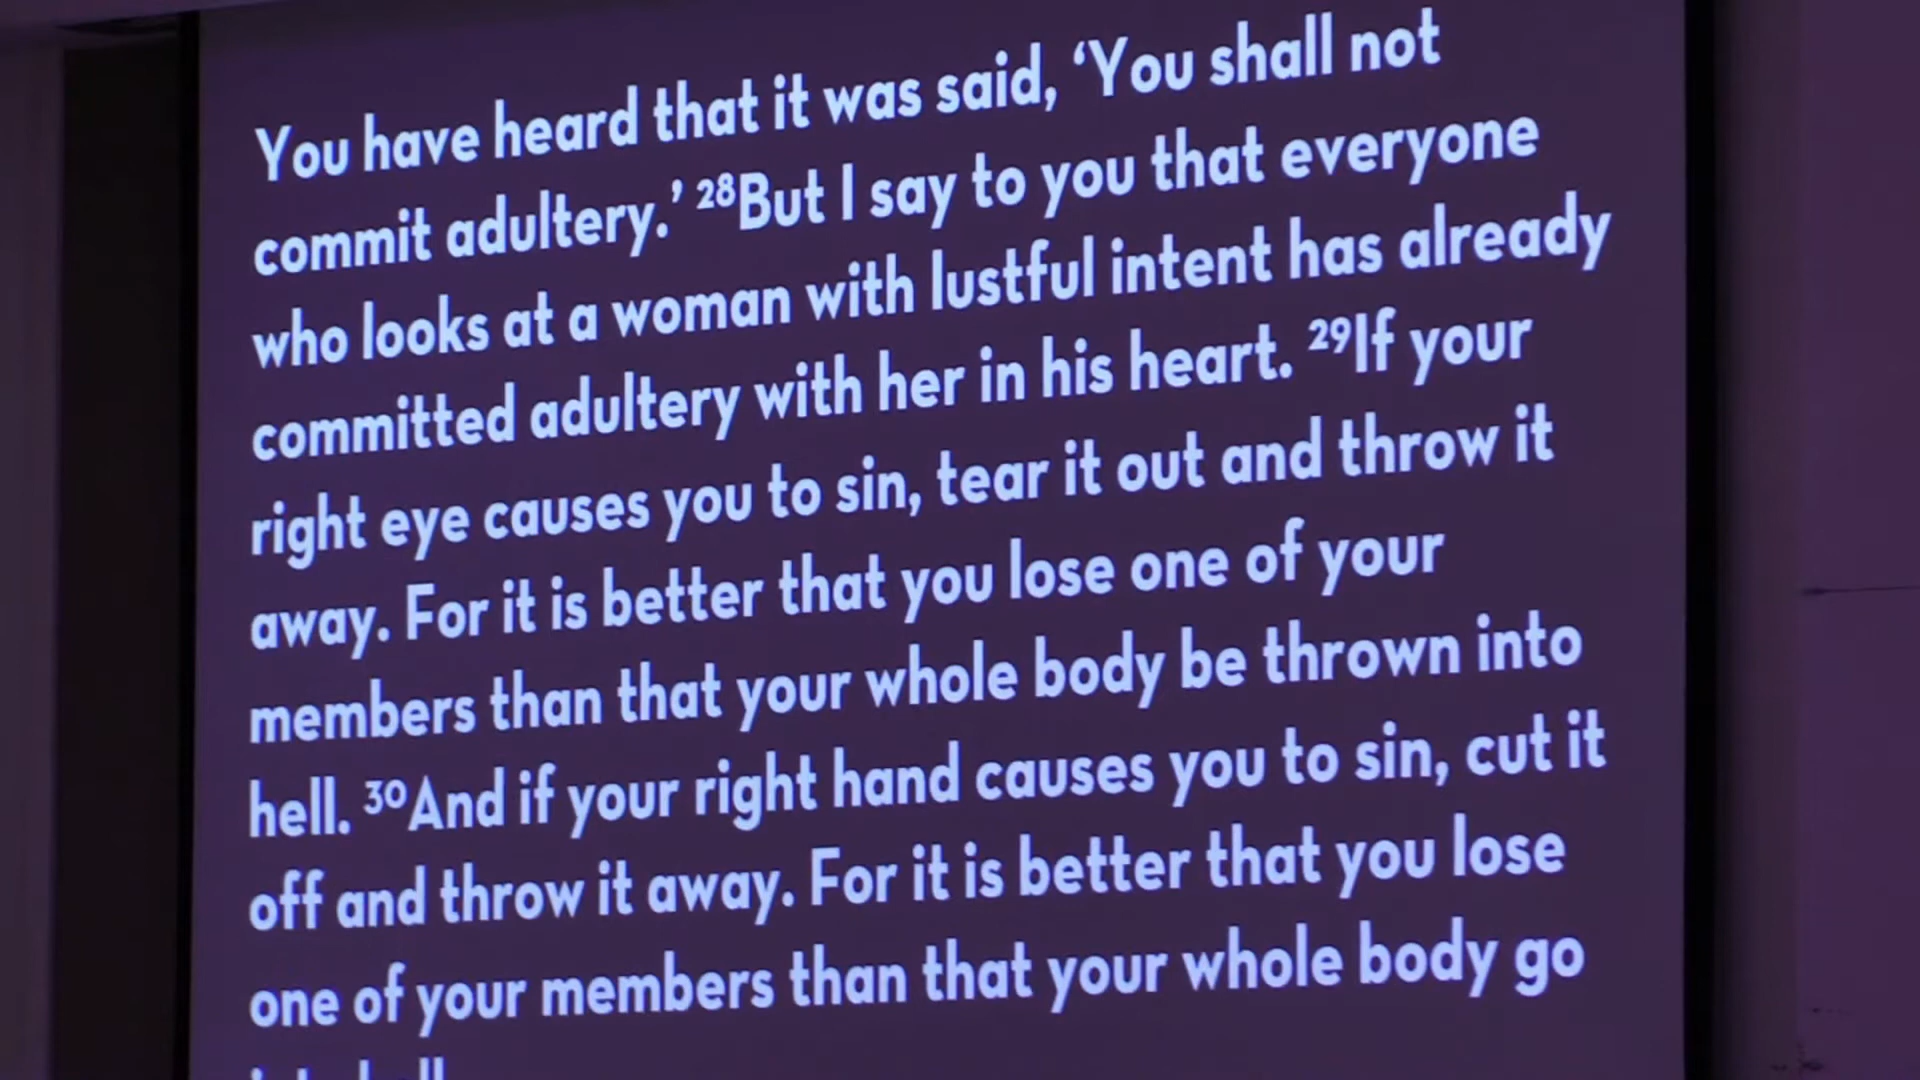 You have heard that it was said, ‘You shall not
commit adultery.’ 28But I say to you that everyone
who looks at a woman with lustful intent has already
committed adultery with her in his heart. 29If your
right eye causes you to sin, tear it out and throw it
away. For it is better that you lose one of your
members than that your whole body be thrown into
hell. 30And if your right hand causes you to sin, cut it
off and throw it away. For it is better that you lose
one of your members than that your whole body go